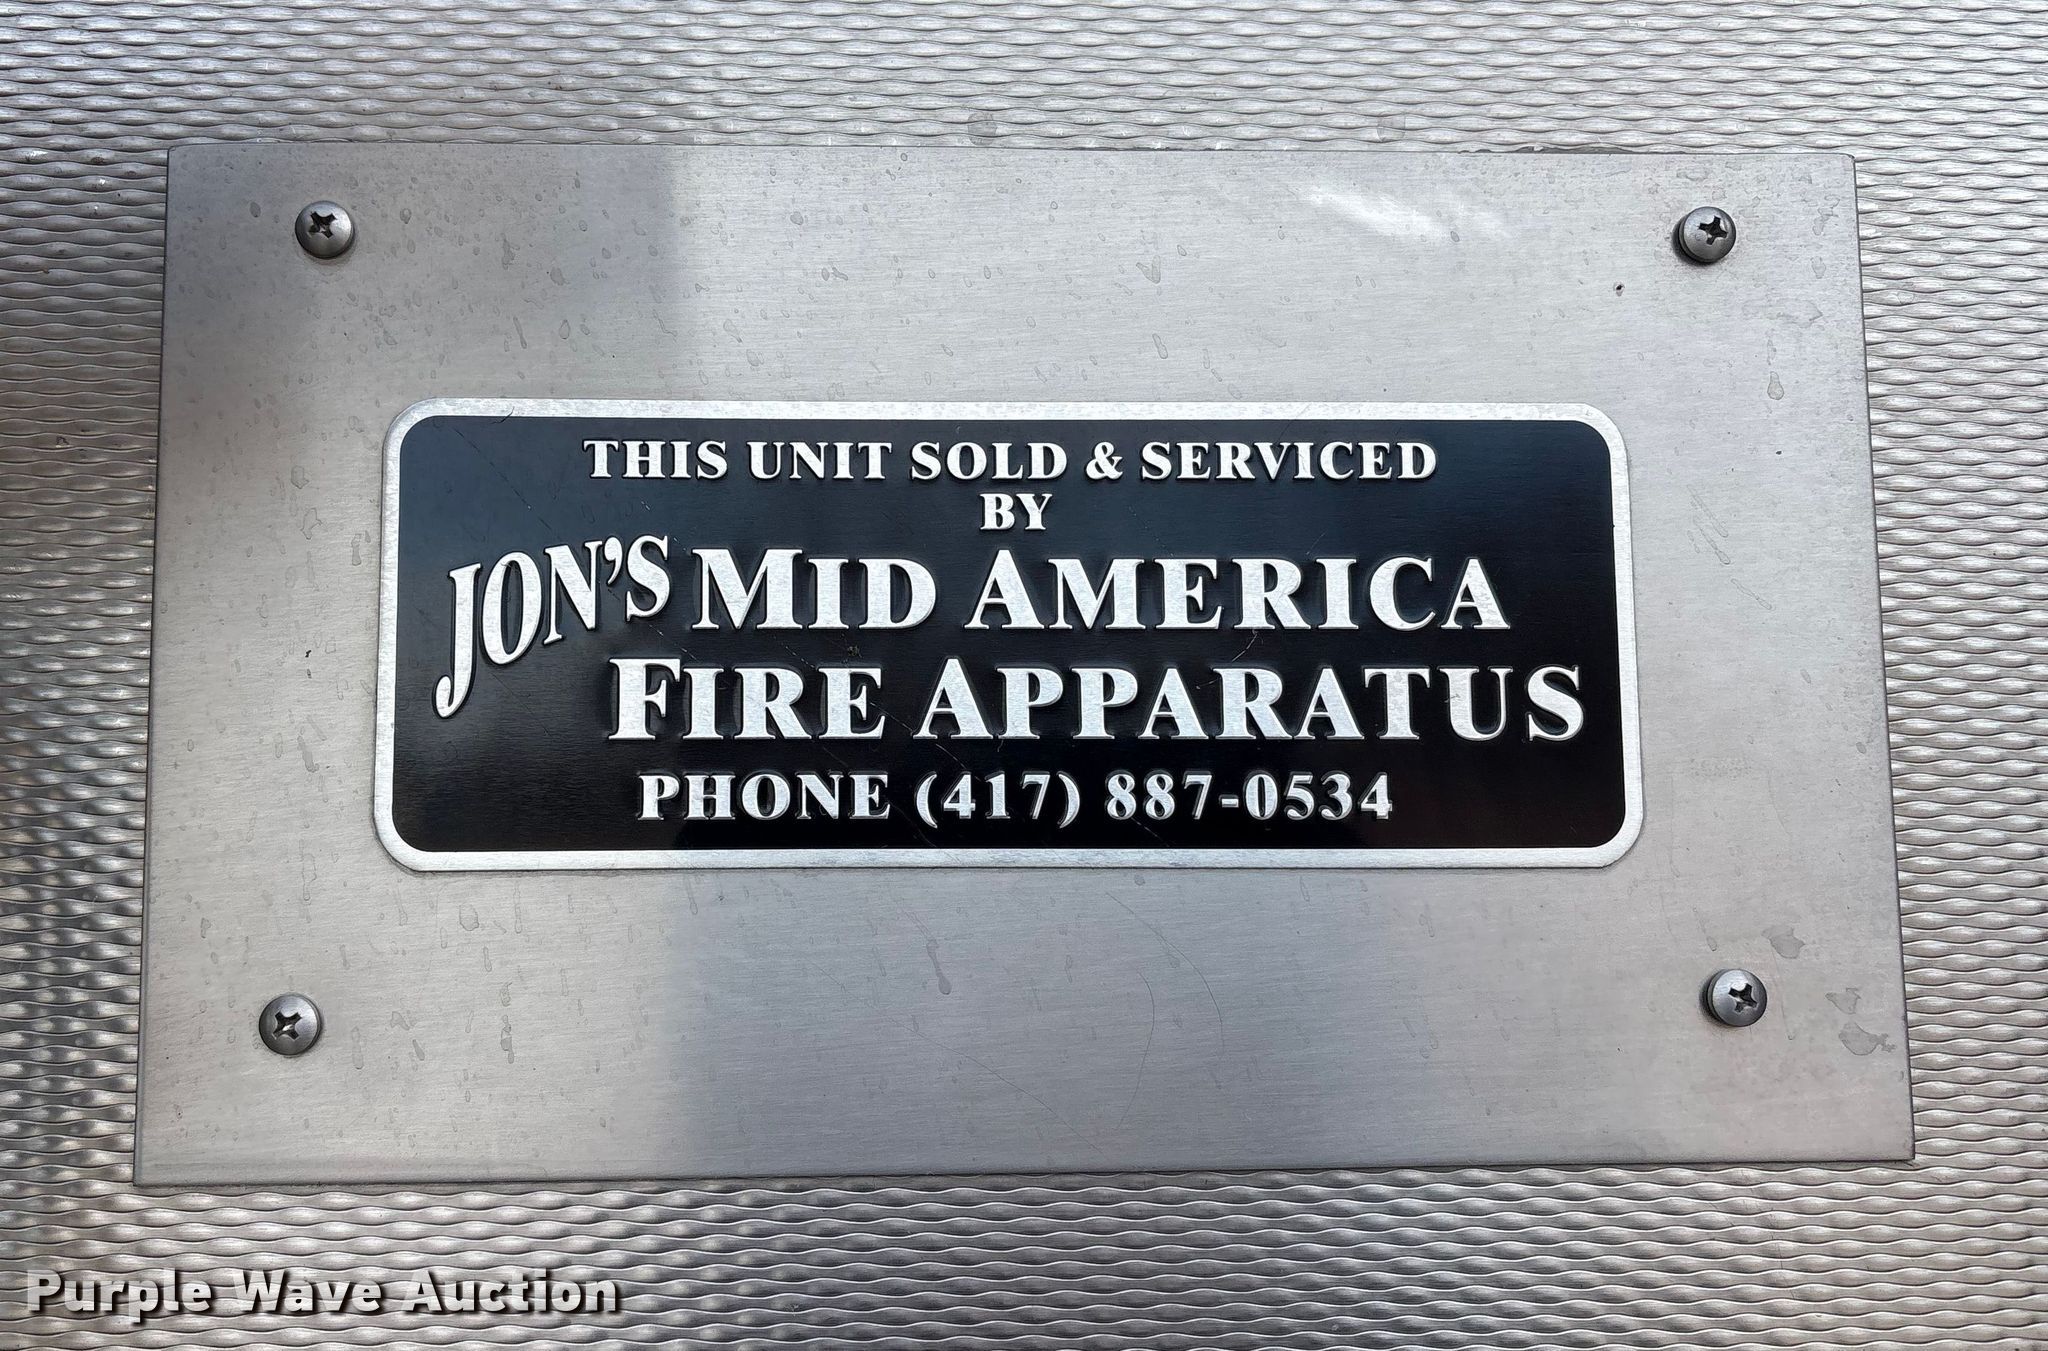 THIS UNIT SOLD & SERVICED
BY
JON'S MID AMERICA
FIRE APPARATUS
PHONE (417) 887-0534
Purple Wave Auction